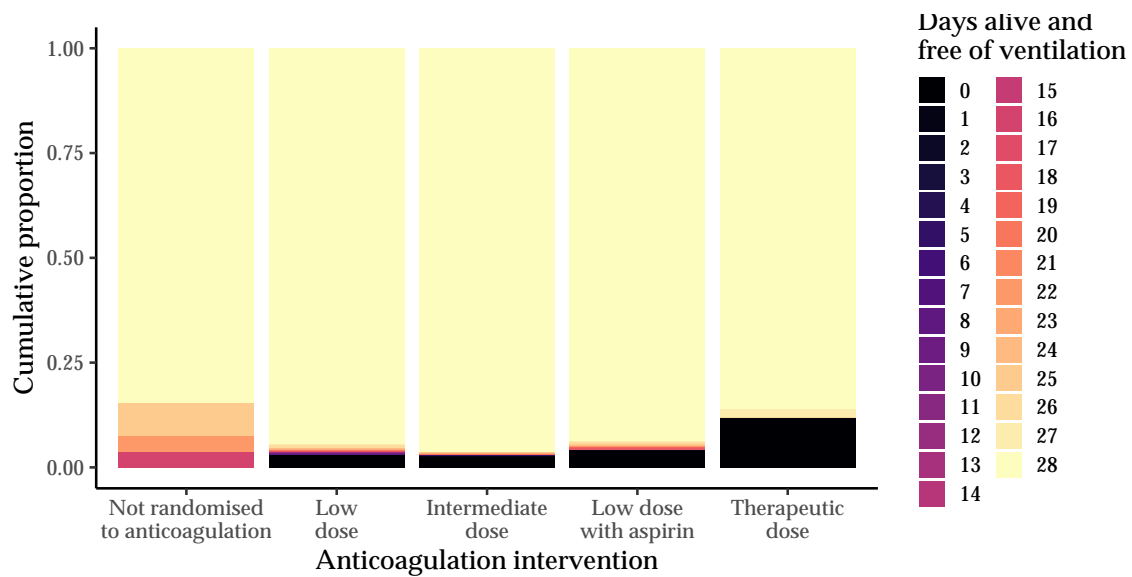 Days alive and
free of ventilation
0
1
2
3
4
5
6
7
8
9
10
11
12
13
14
15
16
17
18
19
20
21
22
23
24
25
26
27
28
Cumulative proportion
1.00
0.75
0.50
0.25
0.00
Not randomised
to anticoagulation
Low
dose
Intermediate
dose
Low dose
with aspirin
Therapeutic
dose
Anticoagulation intervention